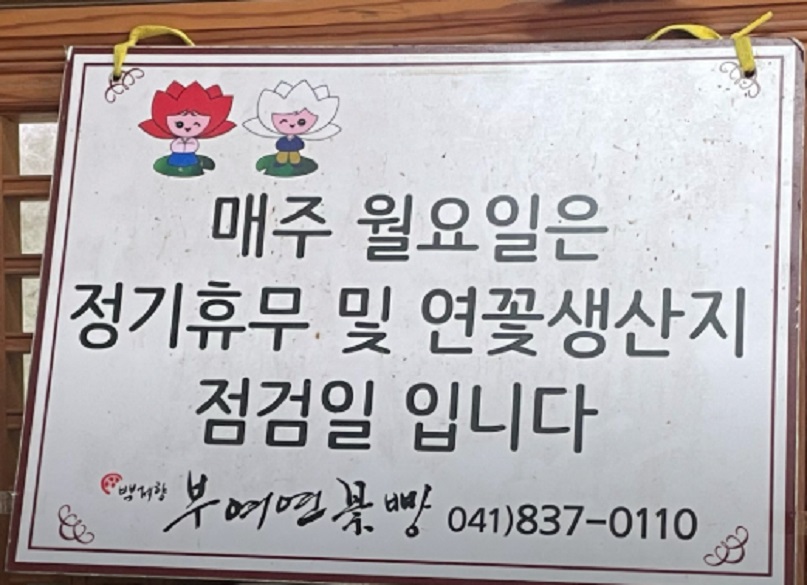 매주 월요일은
정기휴무 및 연꽃생산지
점검일 입니다
백제향 부여연꽃빵 041)837-0110